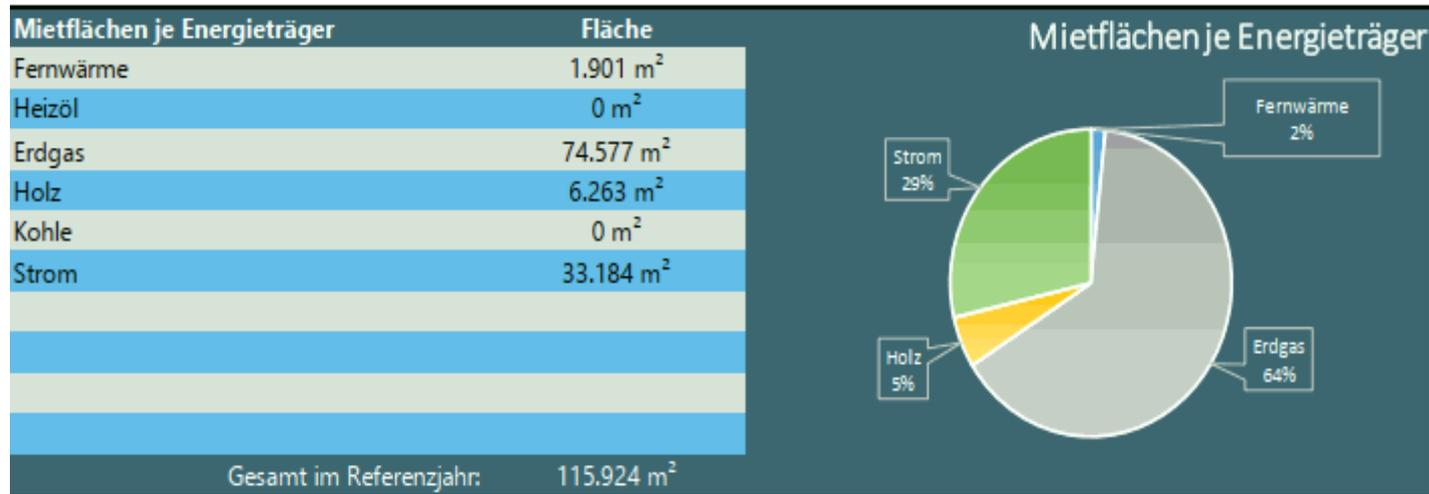 Mietflächen je Energieträger Fläche
Fernwärme 1.901 m²
Heizöl 0 m²
Erdgas 74.577 m²
Holz 6.263 m²
Kohle 0 m²
Strom 33.184 m²
Gesamt im Referenzjahr: 115.924 m²
Mietflächen je Energieträger
Fernwärme
2%
Strom
29%
Holz
5%
Erdgas
64%